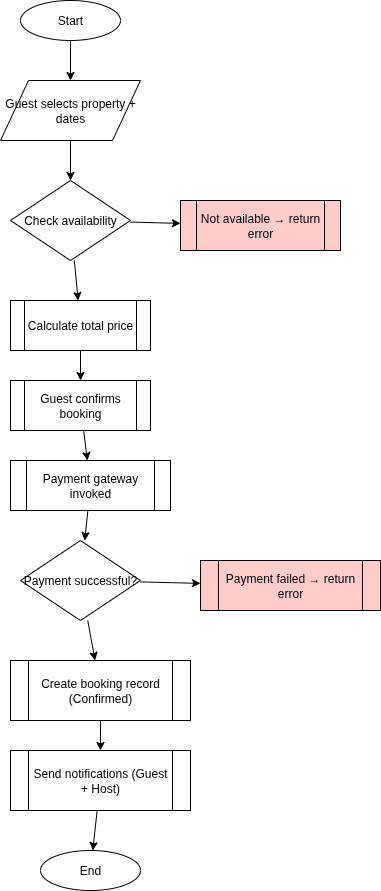 Start
Guest selects property +
dates
Check availability
Not available → return
error
Calculate total price
Guest confirms
booking
Payment gateway
invoked
Payment successful?
Payment failed → return
error
Create booking record
(Confirmed)
Send notifications (Guest
+ Host)
End